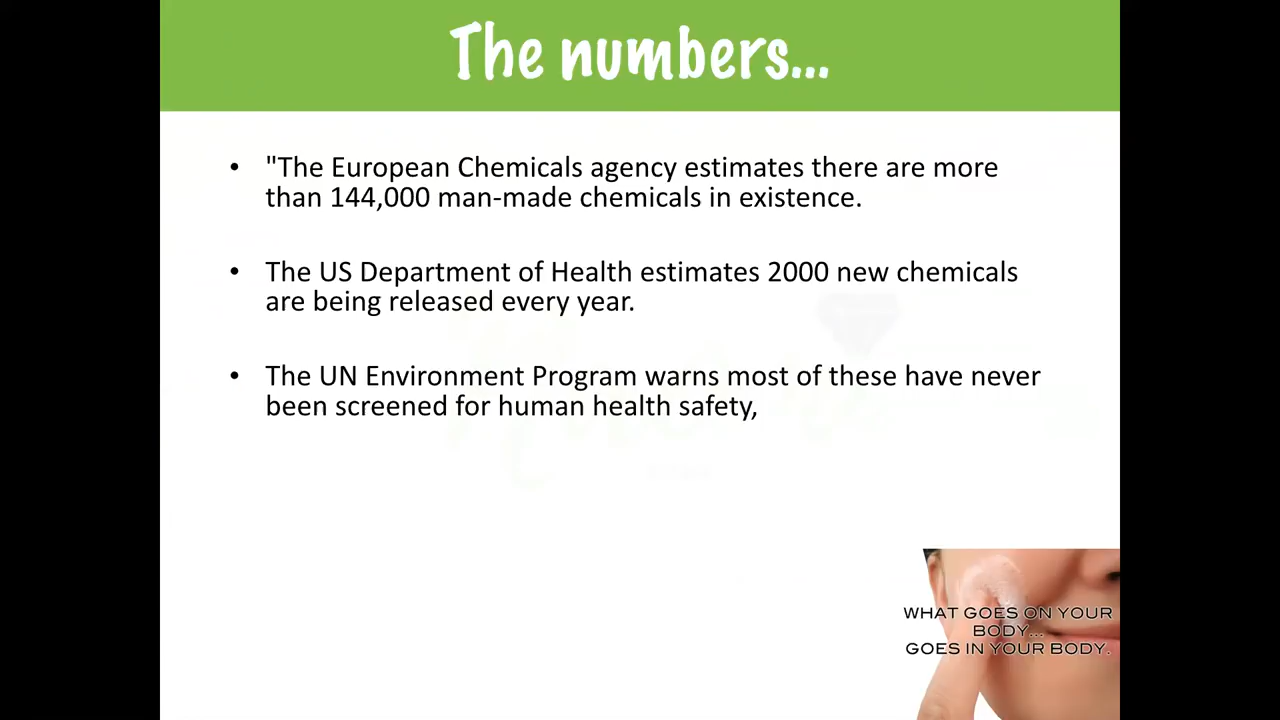 The numbers...
• "The European Chemicals agency estimates there are more
than 144,000 man-made chemicals in existence.
• The US Department of Health estimates 2000 new chemicals
are being released every year.
• The UN Environment Program warns most of these have never
been screened for human health safety,
WHAT GOES ON YOUR
BODY...
GOES IN YOUR BODY.